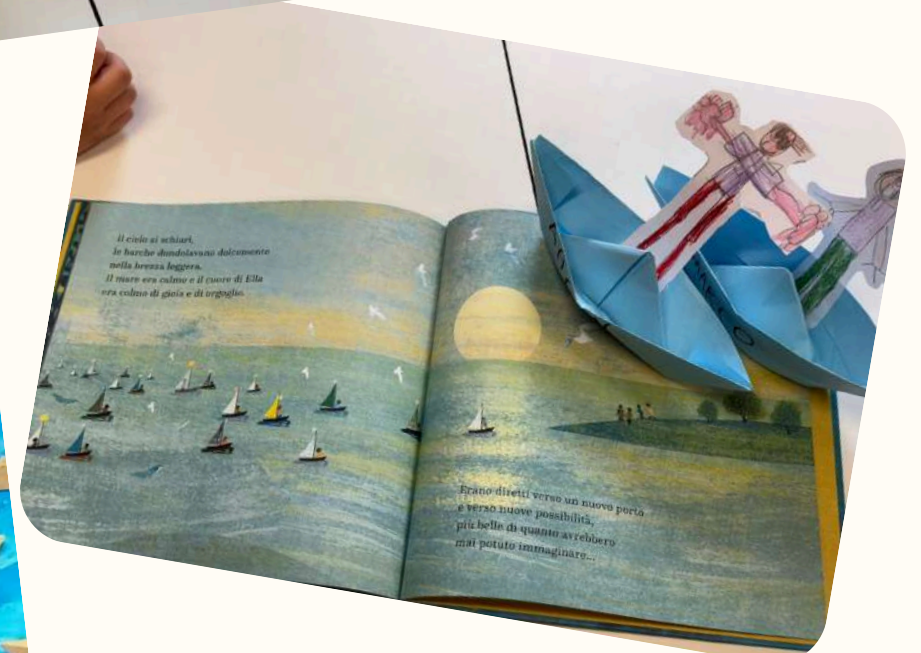 Il cielo si schiarì,
le barche dondolavano dolcemente
nella brezza leggera.
Il mare era calmo e il cuore di Ella
era colmo di gioia e di orgoglio.
Erano diretti verso un nuovo porto
e verso nuove possibilità,
più belle di quanto avrebbero
mai potuto immaginare...